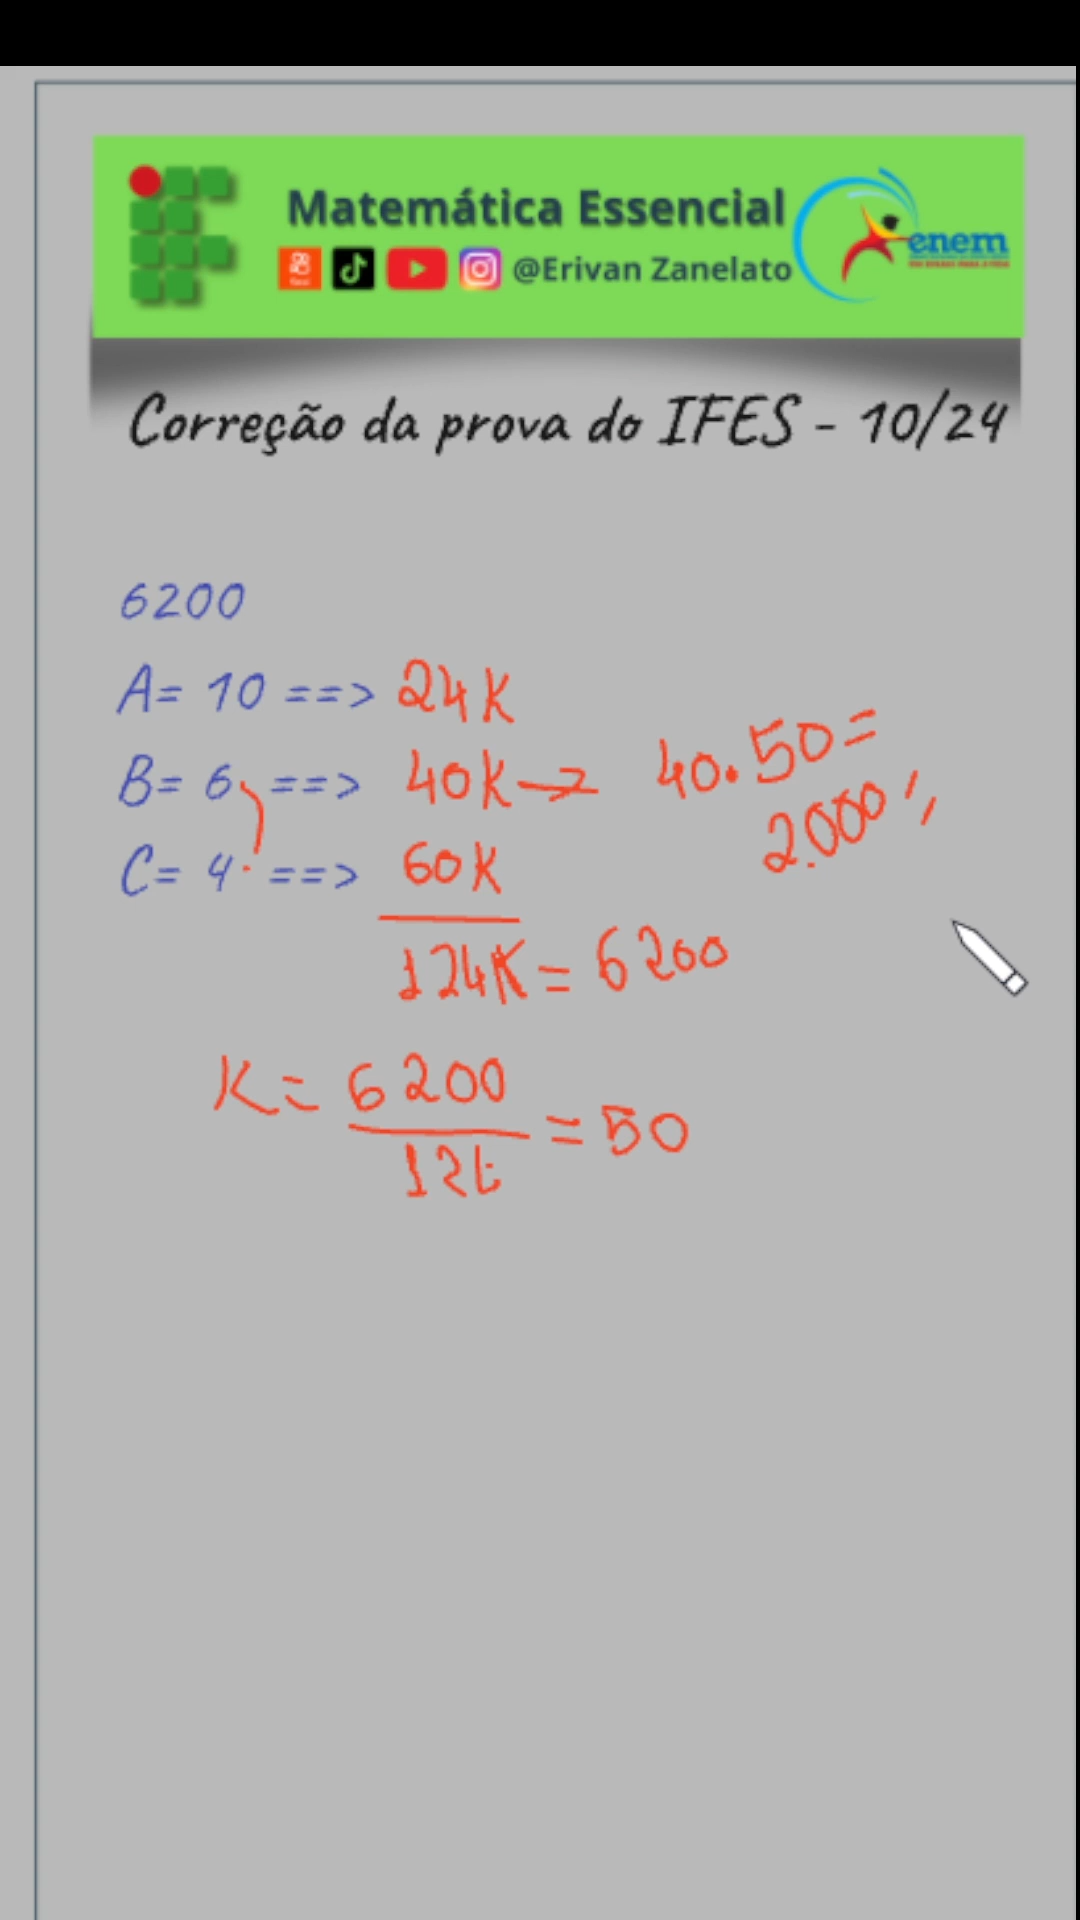 Matemática Essencial
@Erivan Zanelato
enem
Correção da prova do IFES - 10/24
6200
A= 10 ==> 24K
B= 6 ==> 40K → 40.50=
2.000
C= 4 ==> 60K
124K = 6200
K = 6200
124 = 50